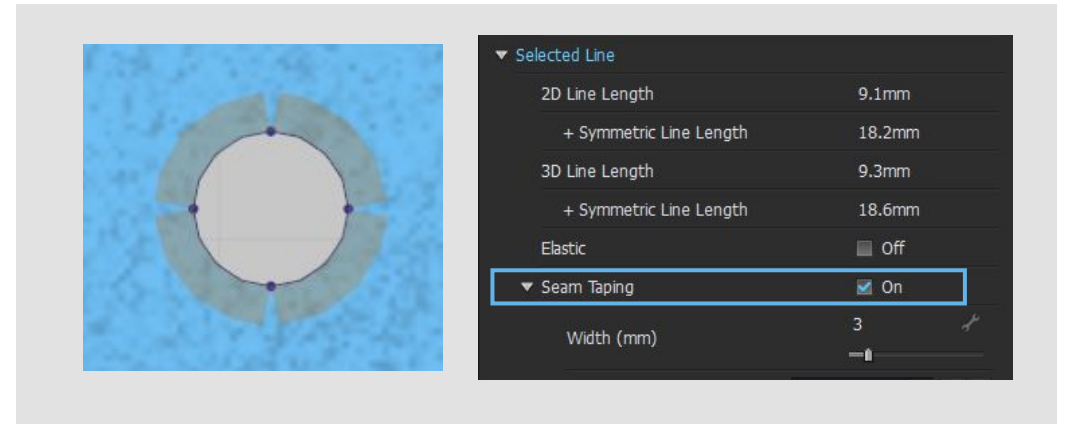 Selected Line
2D Line Length 9.1mm
+ Symmetric Line Length 18.2mm
3D Line Length 9.3mm
+ Symmetric Line Length 18.6mm
Elastic Off
Seam Taping On
Width (mm) 3